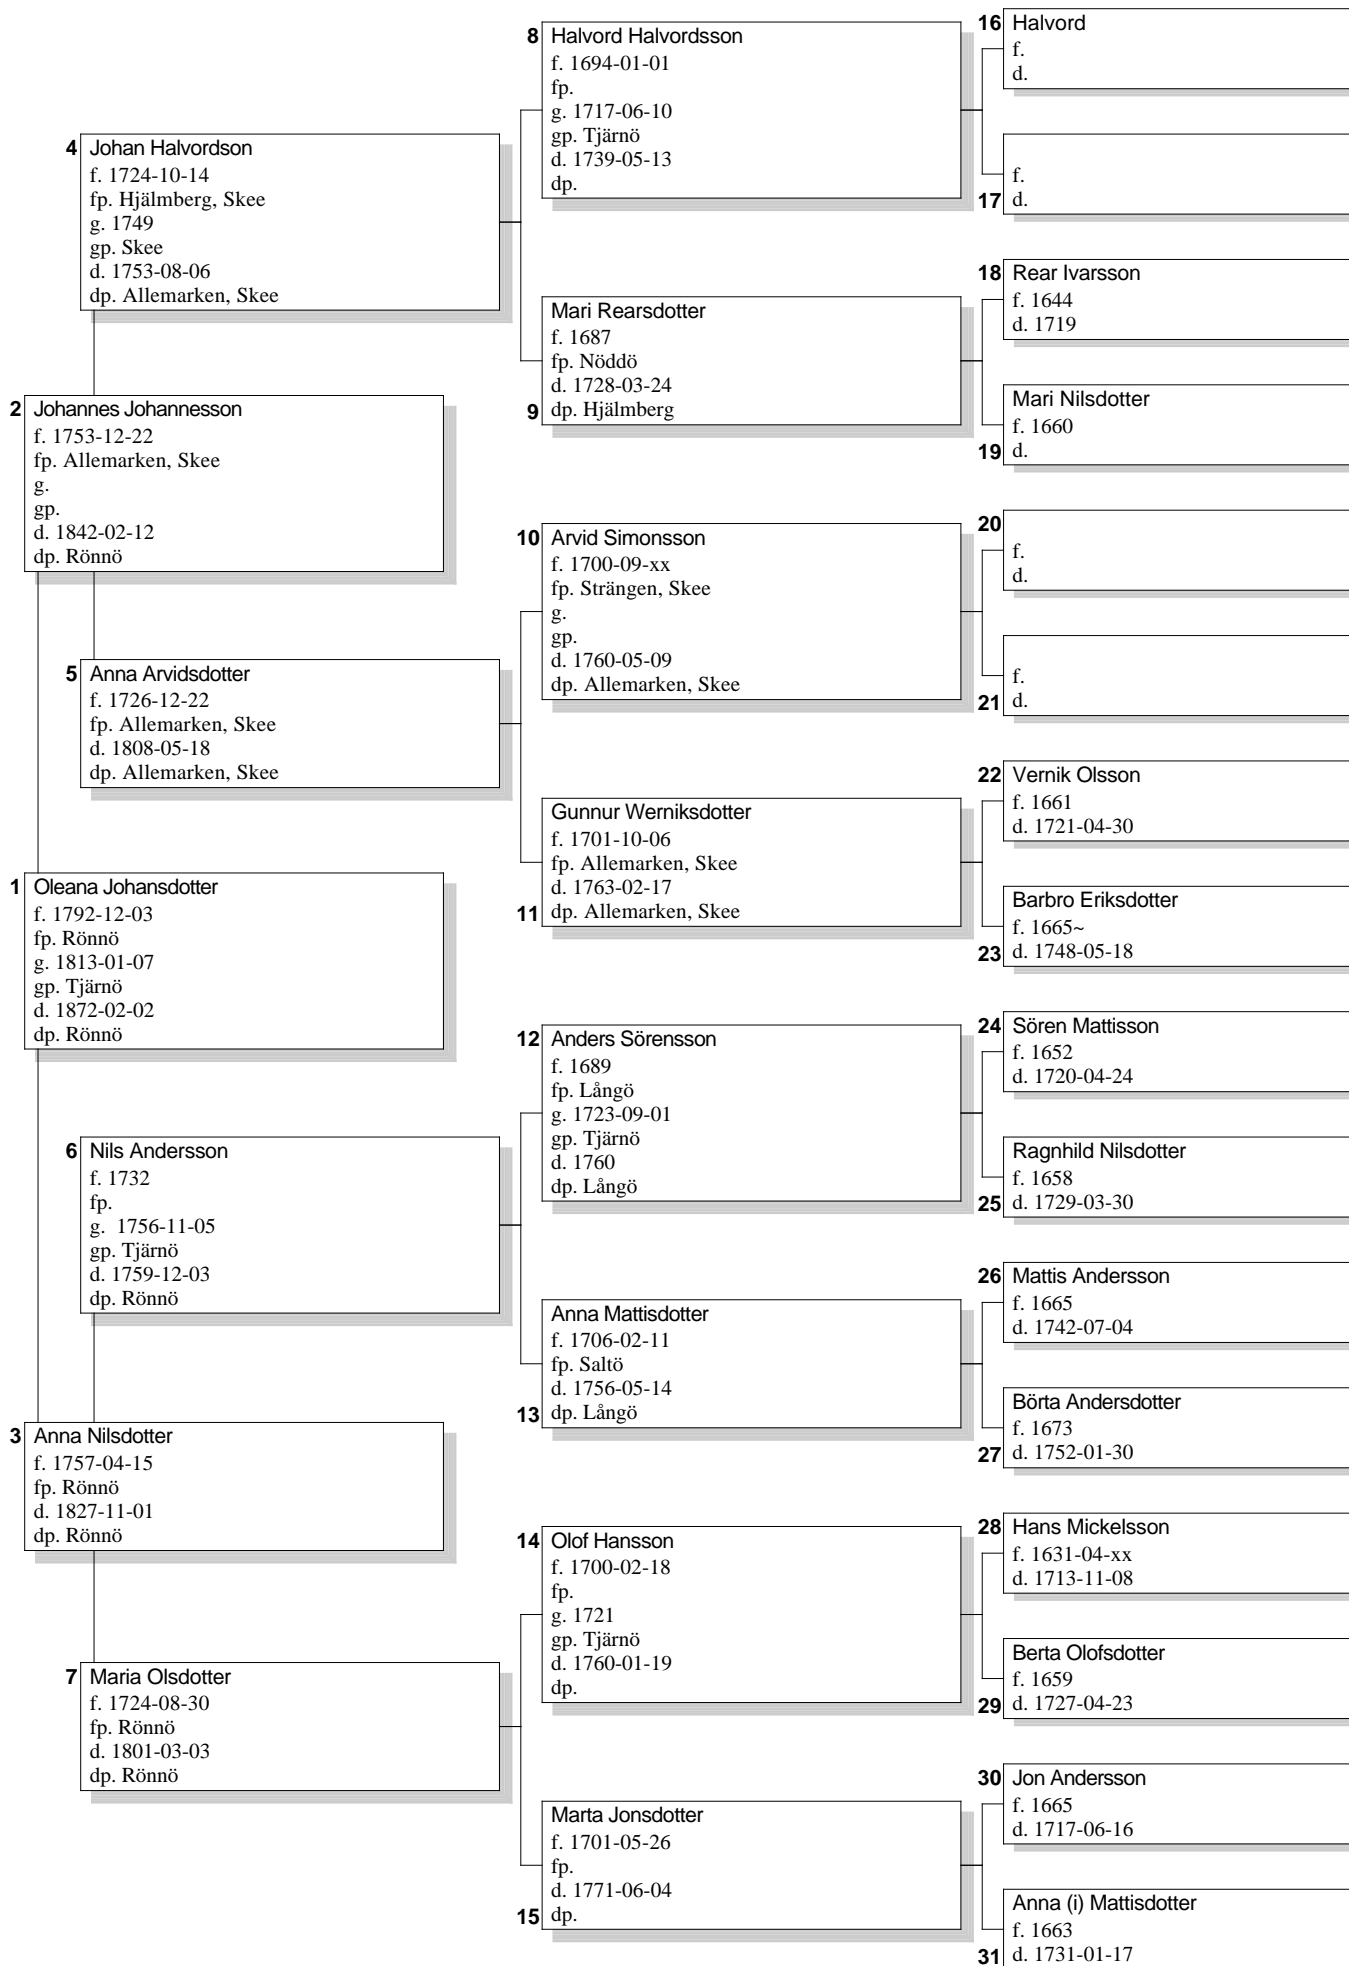 1 Oleana Johansdotter
f. 1792-12-03
fp. Rönnö
g. 1813-01-07
gp. Tjärnö
d. 1872-02-02
dp. Rönnö
2 Johannes Johannesson
f. 1753-12-22
fp. Allemarken, Skee
g.
gp.
d. 1842-02-12
dp. Rönnö
3 Anna Nilsdotter
f. 1757-04-15
fp. Rönnö
d. 1827-11-01
dp. Rönnö
4 Johan Halvordson
f. 1724-10-14
fp. Hjälmberg, Skee
g. 1749
gp. Skee
d. 1753-08-06
dp. Allemarken, Skee
5 Anna Arvidsdotter
f. 1726-12-22
fp. Allemarken, Skee
d. 1808-05-18
dp. Allemarken, Skee
6 Nils Andersson
f. 1732
fp.
g. 1756-11-05
gp. Tjärnö
d. 1759-12-03
dp. Rönnö
7 Maria Olsdotter
f. 1724-08-30
fp. Rönnö
d. 1801-03-03
dp. Rönnö
8 Halvord Halvordsson
f. 1694-01-01
fp.
g. 1717-06-10
gp. Tjärnö
d. 1739-05-13
dp.
Mari Rearsdotter
f. 1687
fp. Nöddö
d. 1728-03-24
9 dp. Hjälmberg
10 Arvid Simonsson
f. 1700-09-xx
fp. Strängen, Skee
g.
gp.
d. 1760-05-09
dp. Allemarken, Skee
Gunnur Werniksdotter
f. 1701-10-06
fp. Allemarken, Skee
d. 1763-02-17
11 dp. Allemarken, Skee
12 Anders Sörensson
f. 1689
fp. Långö
g. 1723-09-01
gp. Tjärnö
d. 1760
dp. Långö
Anna Mattisdotter
f. 1706-02-11
fp. Saltö
d. 1756-05-14
13 dp. Långö
14 Olof Hansson
f. 1700-02-18
fp.
g. 1721
gp. Tjärnö
d. 1760-01-19
dp.
Marta Jonsdotter
f. 1701-05-26
fp.
d. 1771-06-04
15 dp.
16 Halvord
f.
d.
f.
17 d.
18 Rear Ivarsson
f. 1644
d. 1719
Mari Nilsdotter
f. 1660
19 d.
20
f.
d.
f.
21 d.
22 Vernik Olsson
f. 1661
d. 1721-04-30
Barbro Eriksdotter
f. 1665~
23 d. 1748-05-18
24 Sören Mattisson
f. 1652
d. 1720-04-24
Ragnhild Nilsdotter
f. 1658
25 d. 1729-03-30
26 Mattis Andersson
f. 1665
d. 1742-07-04
Börta Andersdotter
f. 1673
27 d. 1752-01-30
28 Hans Mickelsson
f. 1631-04-xx
d. 1713-11-08
Berta Olofsdotter
f. 1659
29 d. 1727-04-23
30 Jon Andersson
f. 1665
d. 1717-06-16
Anna (i) Mattisdotter
f. 1663
31 d. 1731-01-17